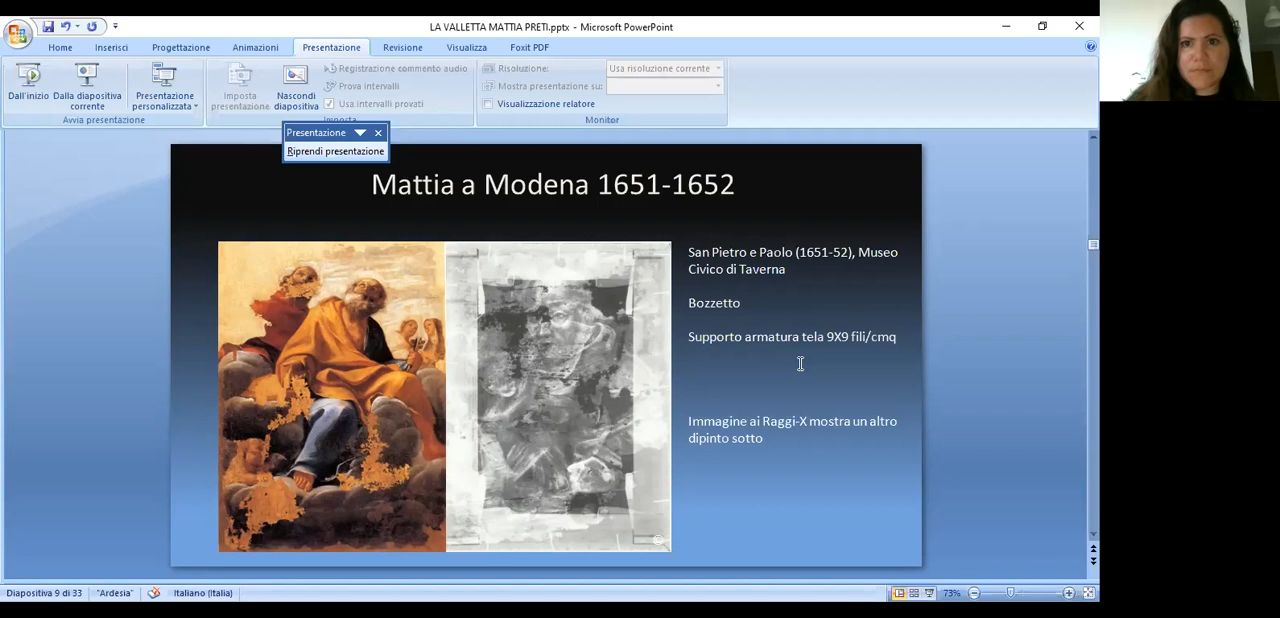 LA VALLETTA MATTIA PRETI.pptx - Microsoft PowerPoint
Home Inserisci Progettazione Animazioni Presentazione Revisione Visualizza Foxit PDF
Dall'inizio
Dalla diapositiva
corrente
Presentazione
personalizzata
Avvia presentazione
Imposta
presentazione
Nascondi
diapositiva
Registrazione commento audio
Prova intervalli
Usa intervalli provati
Imposta
Risoluzione:
Usa risoluzione corrente
Mostra presentazione su:
Visualizzazione relatore
Monitor
Presentazione
Riprendi presentazione
Mattia a Modena 1651-1652
San Pietro e Paolo (1651-52), Museo
Civico di Taverna
Bozzetto
Supporto armatura tela 9X9 fili/cmq
Immagine ai Raggi-X mostra un altro
dipinto sotto
©
Diapositiva 9 di 33 "Ardesia" Italiano (Italia) 73%